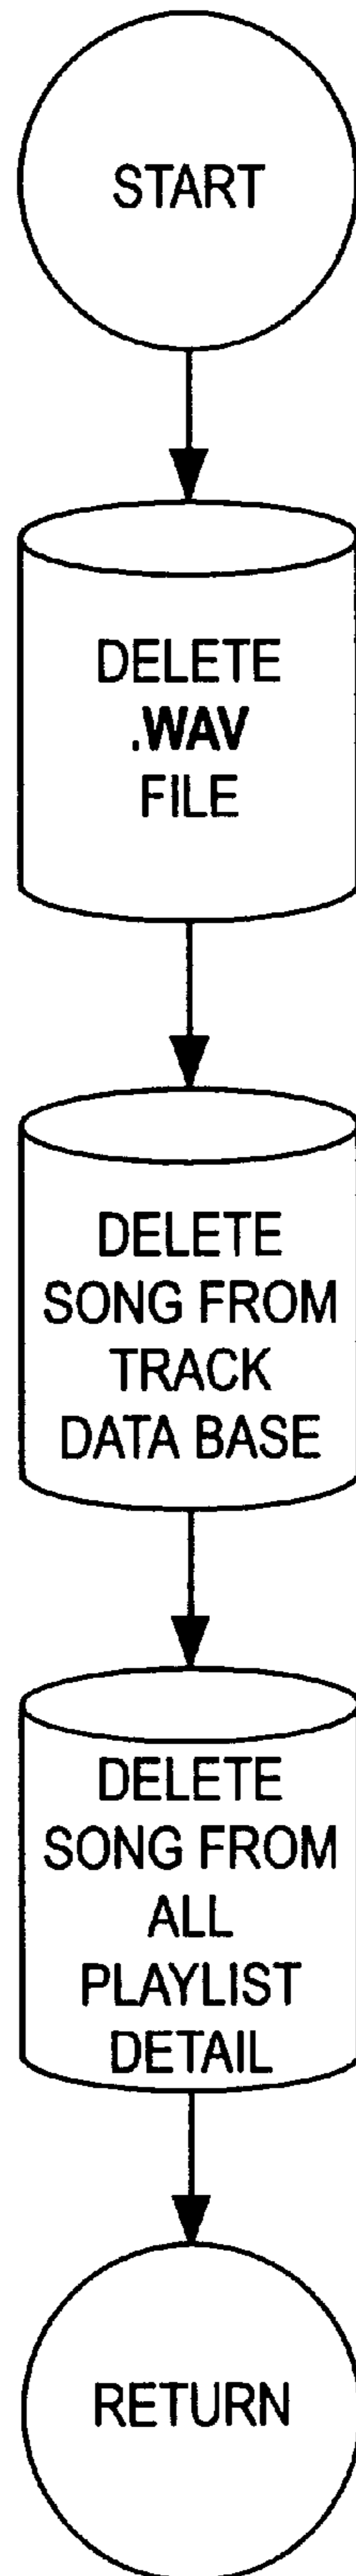 START
DELETE
.WAV
FILE
DELETE
SONG FROM
TRACK
DATA BASE
DELETE
SONG FROM
ALL
PLAYLIST
DETAIL
RETURN